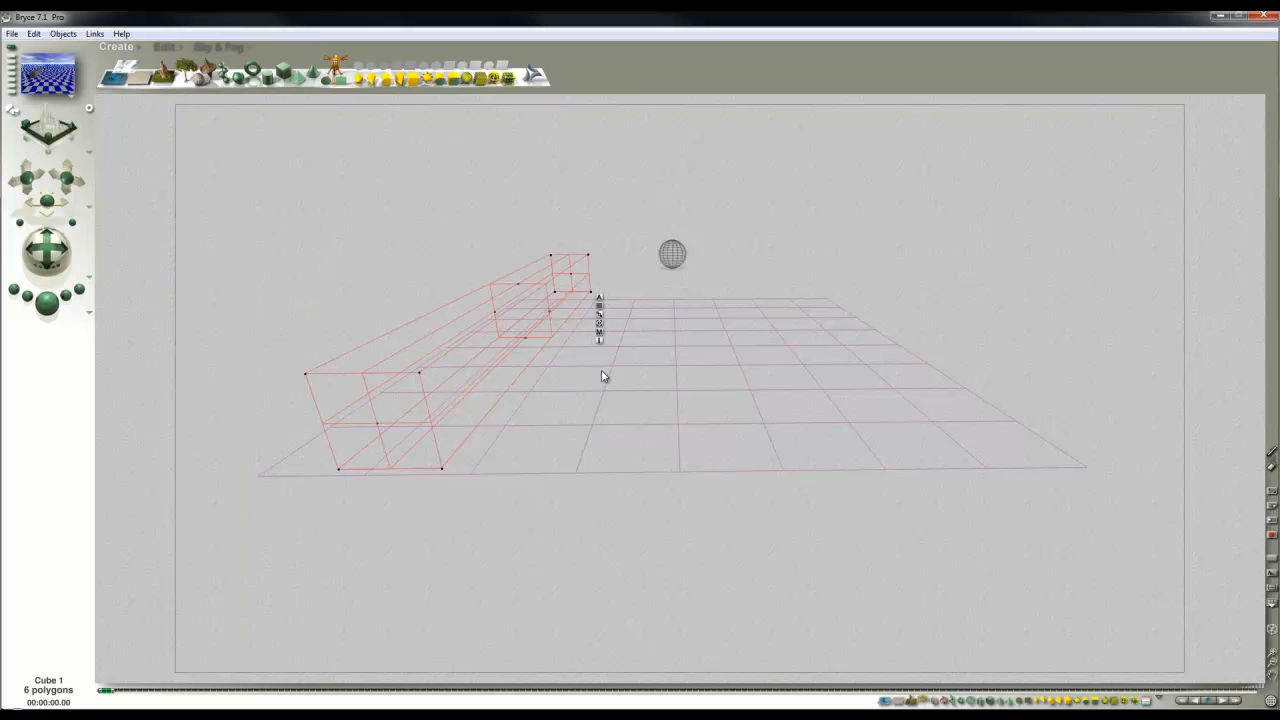 Bryce 7.1 Pro
File Edit Objects Links Help
Create Edit Sky & Fog
A
M
Cube 1
6 polygons
00:00:00.00